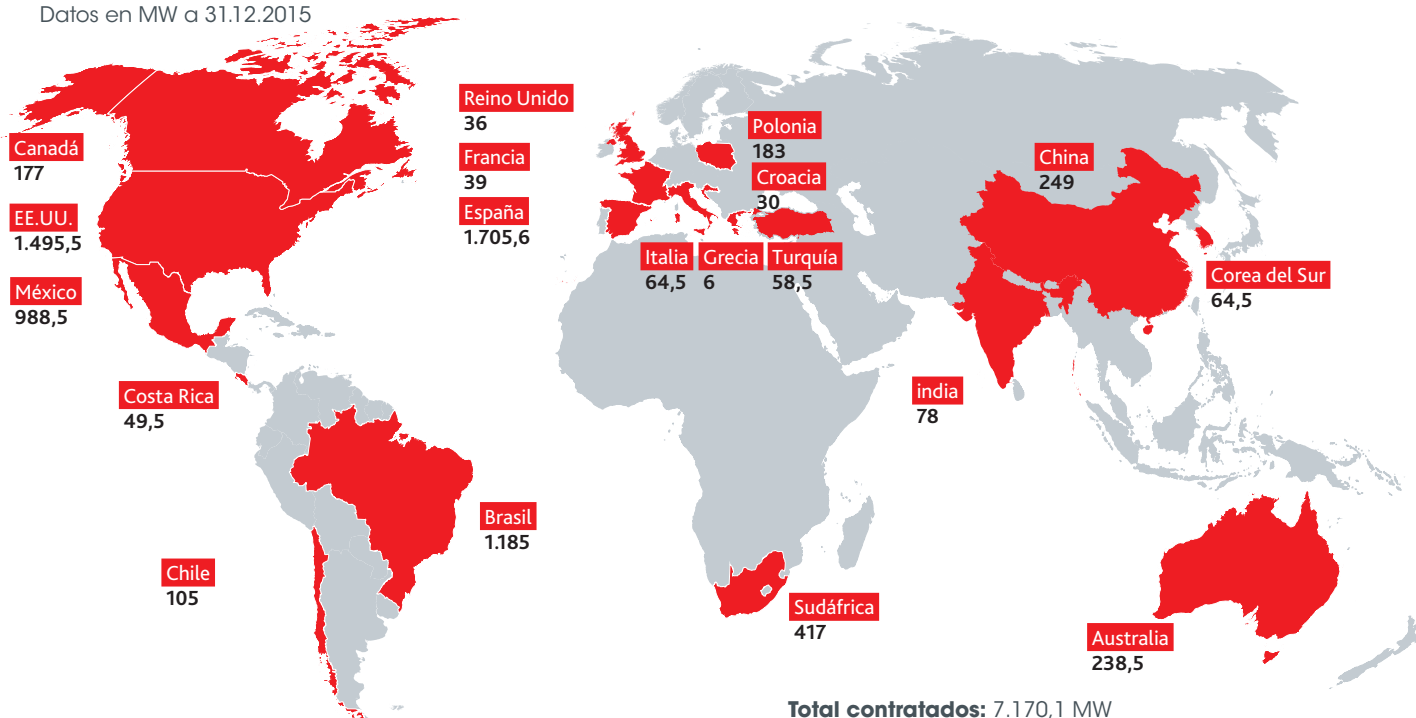 Datos en MW a 31.12.2015
Canadá
177
EE.UU.
1.495,5
México
988,5
Costa Rica
49,5
Chile
105
Brasil
1.185
Reino Unido
36
Francia
39
España
1.705,6
Polonia
183
Croacia
30
Italia
64,5
Grecia
6
Turquía
58,5
Sudáfrica
417
China
249
Corea del Sur
64,5
india
78
Australia
238,5
Total contratados: 7.170,1 MW